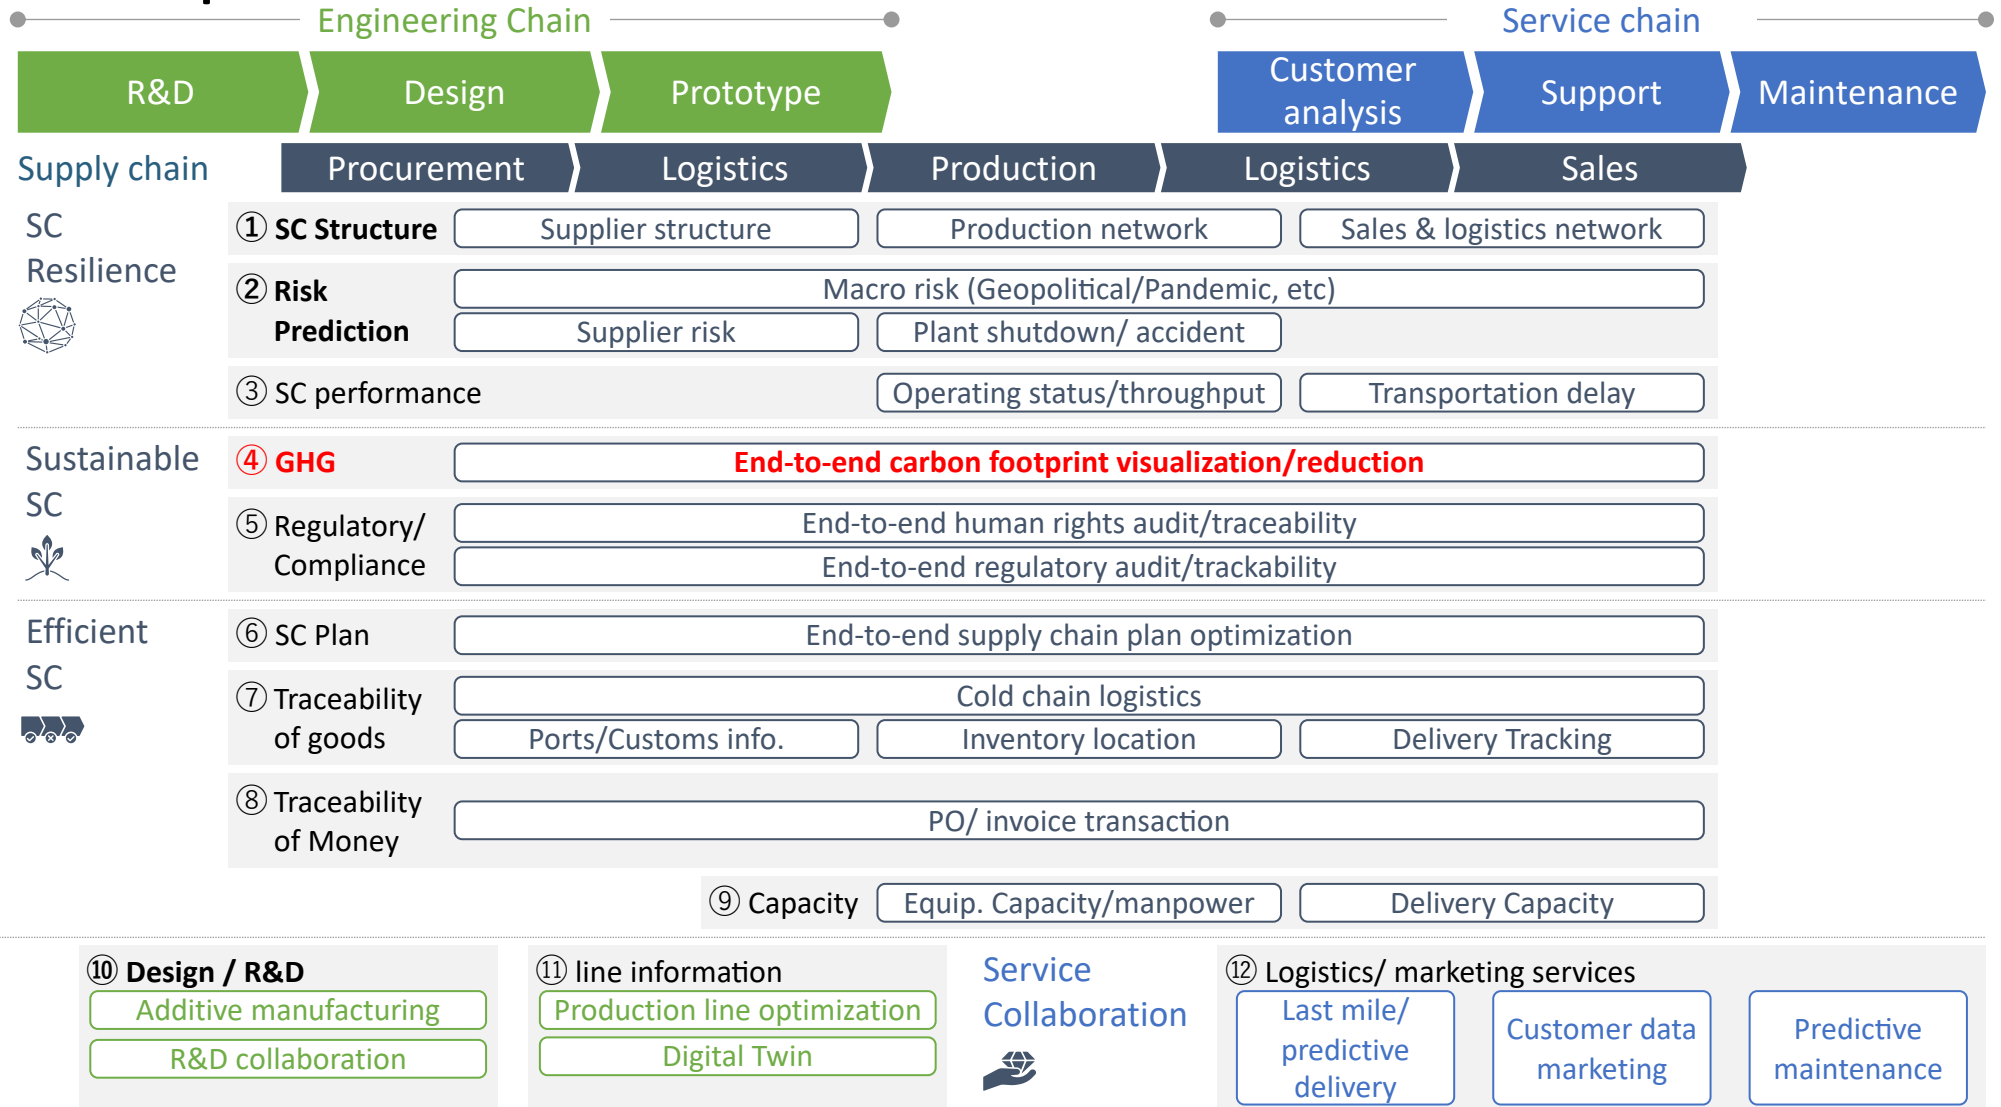 Engineering Chain
Service chain
R&D
Design
Prototype
Customer
analysis
Support
Maintenance
Supply chain
Procurement
Logistics
Production
Logistics
Sales
SC
Resilience
① SC Structure
Supplier structure
Production network
Sales & logistics network
② Risk
Prediction
Macro risk (Geopolitical/Pandemic, etc)
Supplier risk
Plant shutdown/ accident
③ SC performance
Operating status/throughput
Transportation delay
Sustainable
SC
④ GHG
End-to-end carbon footprint visualization/reduction
⑤ Regulatory/
Compliance
End-to-end human rights audit/traceability
End-to-end regulatory audit/trackability
Efficient
SC
⑥ SC Plan
End-to-end supply chain plan optimization
⑦ Traceability
of goods
Cold chain logistics
Ports/Customs info.
Inventory location
Delivery Tracking
⑧ Traceability
of Money
PO/ invoice transaction
⑨ Capacity
Equip. Capacity/manpower
Delivery Capacity
⑩ Design / R&D
Additive manufacturing
R&D collaboration
⑪ line information
Production line optimization
Digital Twin
Service
Collaboration
⑫ Logistics/ marketing services
Last mile/
predictive
delivery
Customer data
marketing
Predictive
maintenance